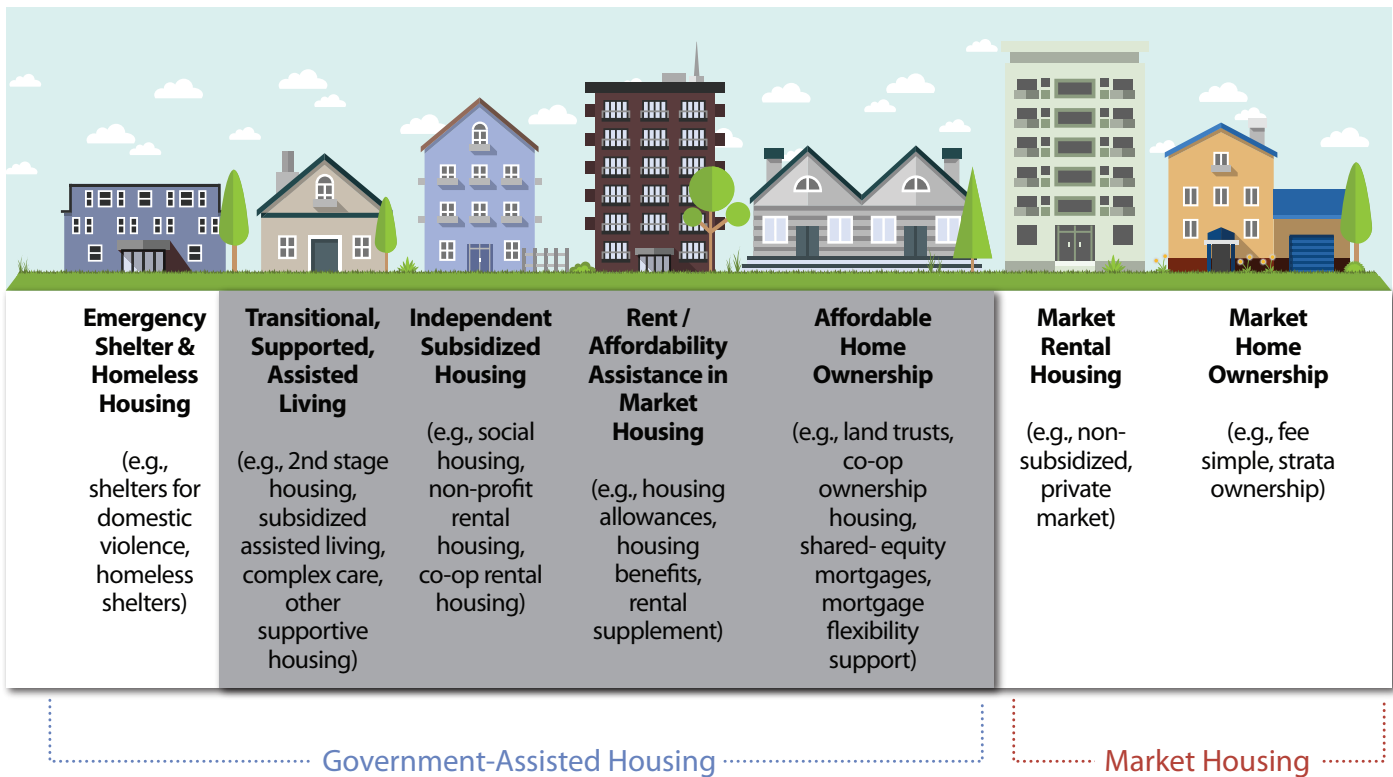 Emergency
Shelter &
Homeless
Housing
(e.g.,
shelters for
domestic
violence,
homeless
shelters)
Transitional,
Supported,
Assisted
Living
(e.g., 2nd stage
housing,
subsidized
assisted living,
complex care,
other
supportive
housing)
Independent
Subsidized
Housing
(e.g., social
housing,
non-profit
rental
housing,
co-op rental
housing)
Rent /
Affordability
Assistance in
Market
Housing
(e.g., housing
allowances,
housing
benefits,
rental
supplement)
Affordable
Home
Ownership
(e.g., land trusts,
co-op
ownership
housing,
shared- equity
mortgages,
mortgage
flexibility
support)
Market
Rental
Housing
(e.g., non-
subsidized,
private
market)
Market
Home
Ownership
(e.g., fee
simple, strata
ownership)
Government-Assisted Housing
Market Housing